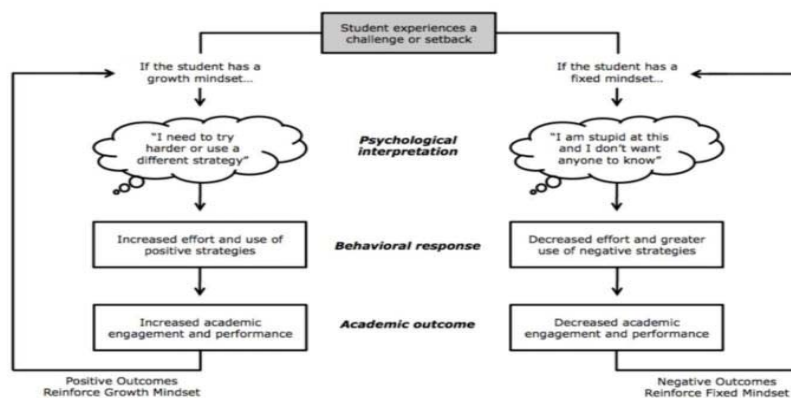 Student experiences a
challenge or setback
If the student has a
growth mindset...
If the student has a
fixed mindset...
"I need to try
harder or use a
different strategy"
Psychological
interpretation
"I am stupid at this
and I don't want
anyone to know"
Increased effort and use of
positive strategies
Behavioral response
Decreased effort and greater
use of negative strategies
Increased academic
engagement and performance
Academic outcome
Decreased academic
engagement and performance
Positive Outcomes
Reinforce Growth Mindset
Negative Outcomes
Reinforce Fixed Mindset